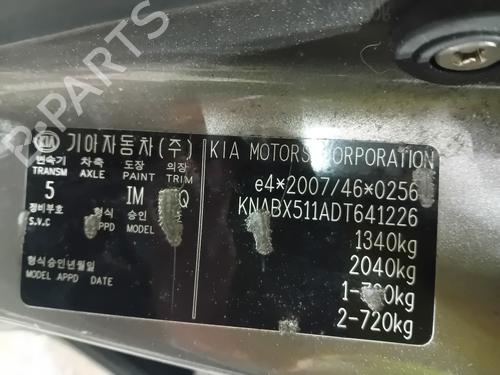 B-PARTS
KIA 기아자동차(주)
변속기 차축 도장 의장
TRANSM AXLE PAINT TRIM
5 IM
정비부호 형식 승인
S.V.C APPD MODEL
형식승인년월일
MODEL APPD DATE
KIA MOTORS CORPORATION
e4*2007/46*0256
KNABX511ADT641226
1340kg
2040kg
2-720kg